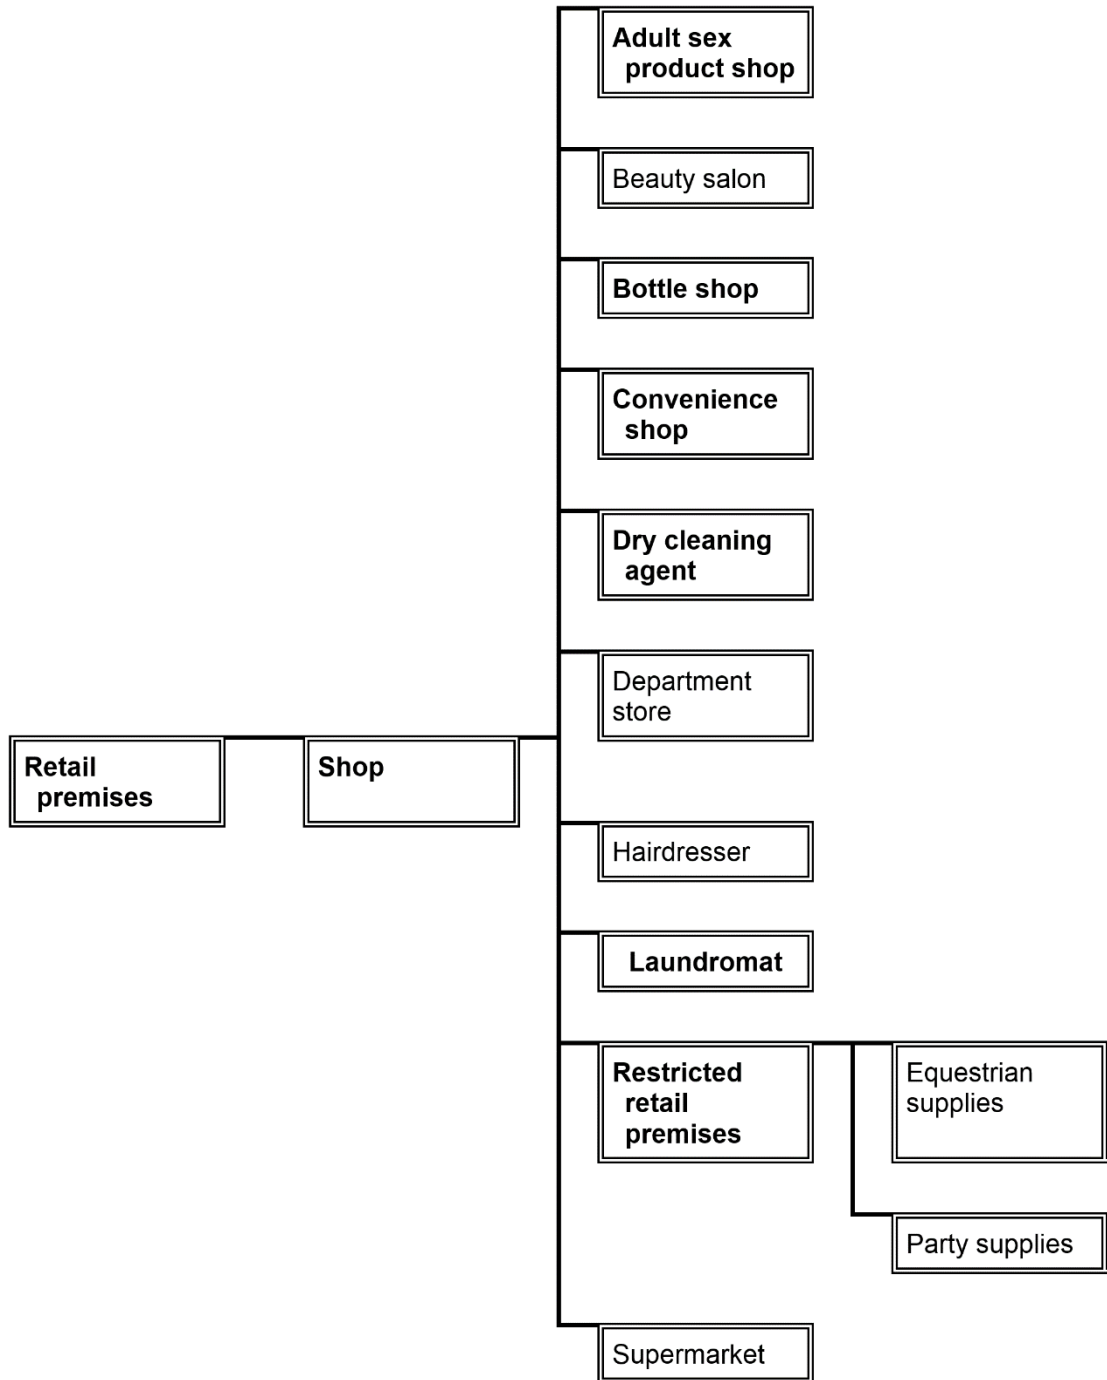 Adult sex
product shop
Beauty salon
Bottle shop
Convenience
shop
Dry cleaning
agent
Department
store
Retail
premises
Shop
Hairdresser
Laundromat
Restricted
retail
premises
Equestrian
supplies
Party supplies
Supermarket